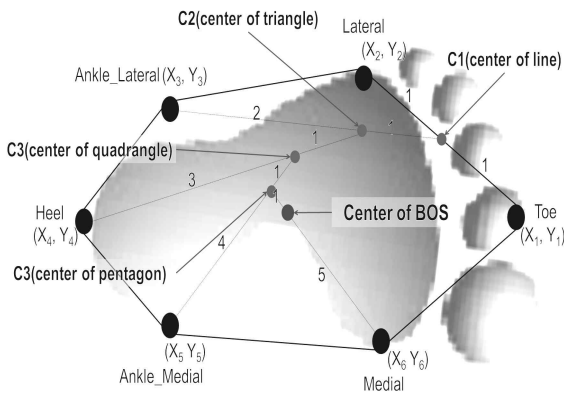 C2(center of triangle)
Lateral
(X2, Y2)
C1(center of line)
Ankle_Lateral (X3, Y3)
1
2
1
1
C3(center of quadrangle)
1
1
3
Heel
(X4, Y4)
1
Center of BOS
Toe
(X1, Y1)
4
C3(center of pentagon)
5
(X5 Y5)
Ankle_Medial
(X6 Y6)
Medial